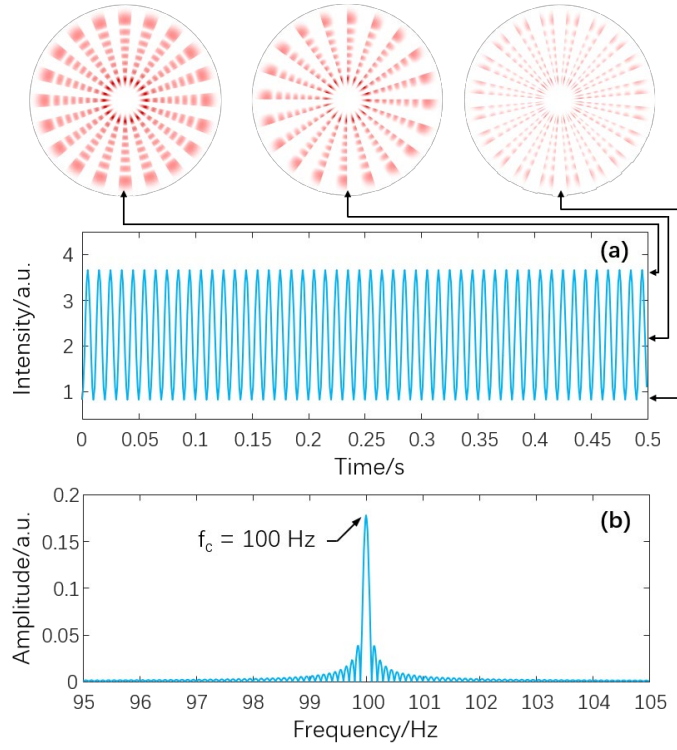 (a)
Intensity/a.u.
4
3
2
1
0 0.05 0.1 0.15 0.2 0.25 0.3 0.35 0.4 0.45 0.5
Time/s
(b)
Amplitude/a.u.
0.2
0.15
0.1
0.05
0
f_c = 100 Hz
95 96 97 98 99 100 101 102 103 104 105
Frequency/Hz